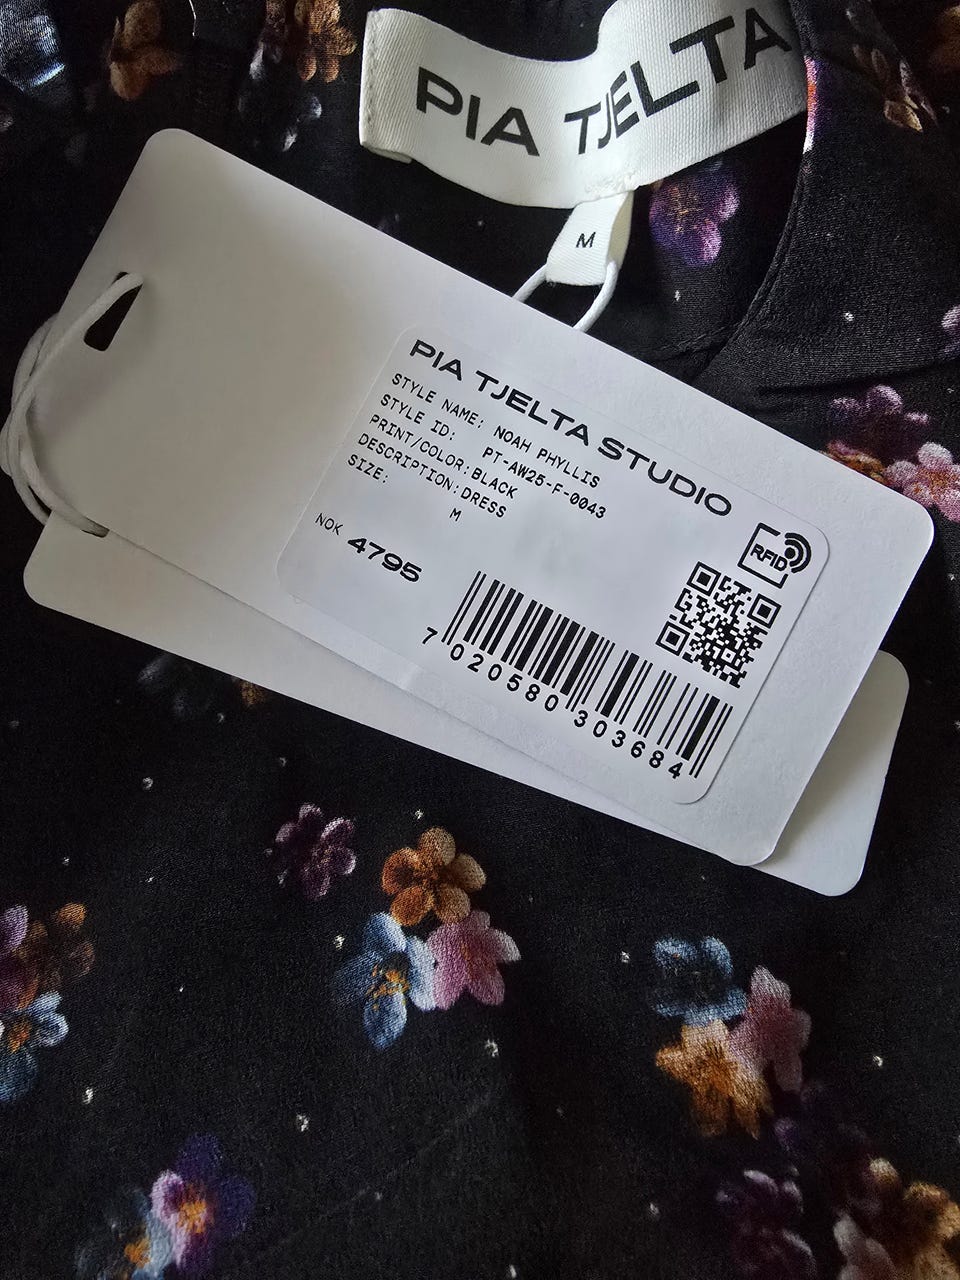 PIA TJELTA
M
PIA TJELTA STUDIO
STYLE NAME: NOAH PHYLLIS
STYLE ID: PT-AW25-F-0043
PRINT/COLOR: BLACK
DESCRIPTION: DRESS
SIZE: M
NOK 4795
RFID
7 020580 303684